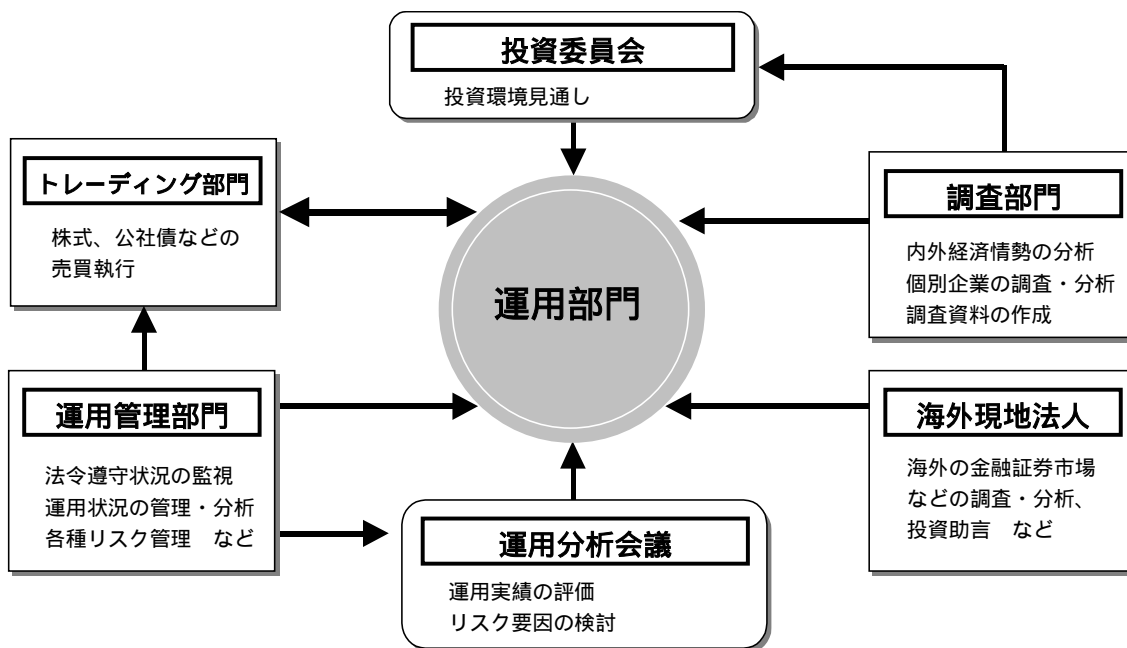 投資委員会
投資環境見通し
トレーディング部門
株式、公社債などの
売買執行
調査部門
内外経済情勢の分析
個別企業の調査・分析
調査資料の作成
運用部門
運用管理部門
法令遵守状況の監視
運用状況の管理・分析
各種リスク管理　など
海外現地法人
海外の金融証券市場
などの調査・分析、
投資助言　など
運用分析会議
運用実績の評価
リスク要因の検討